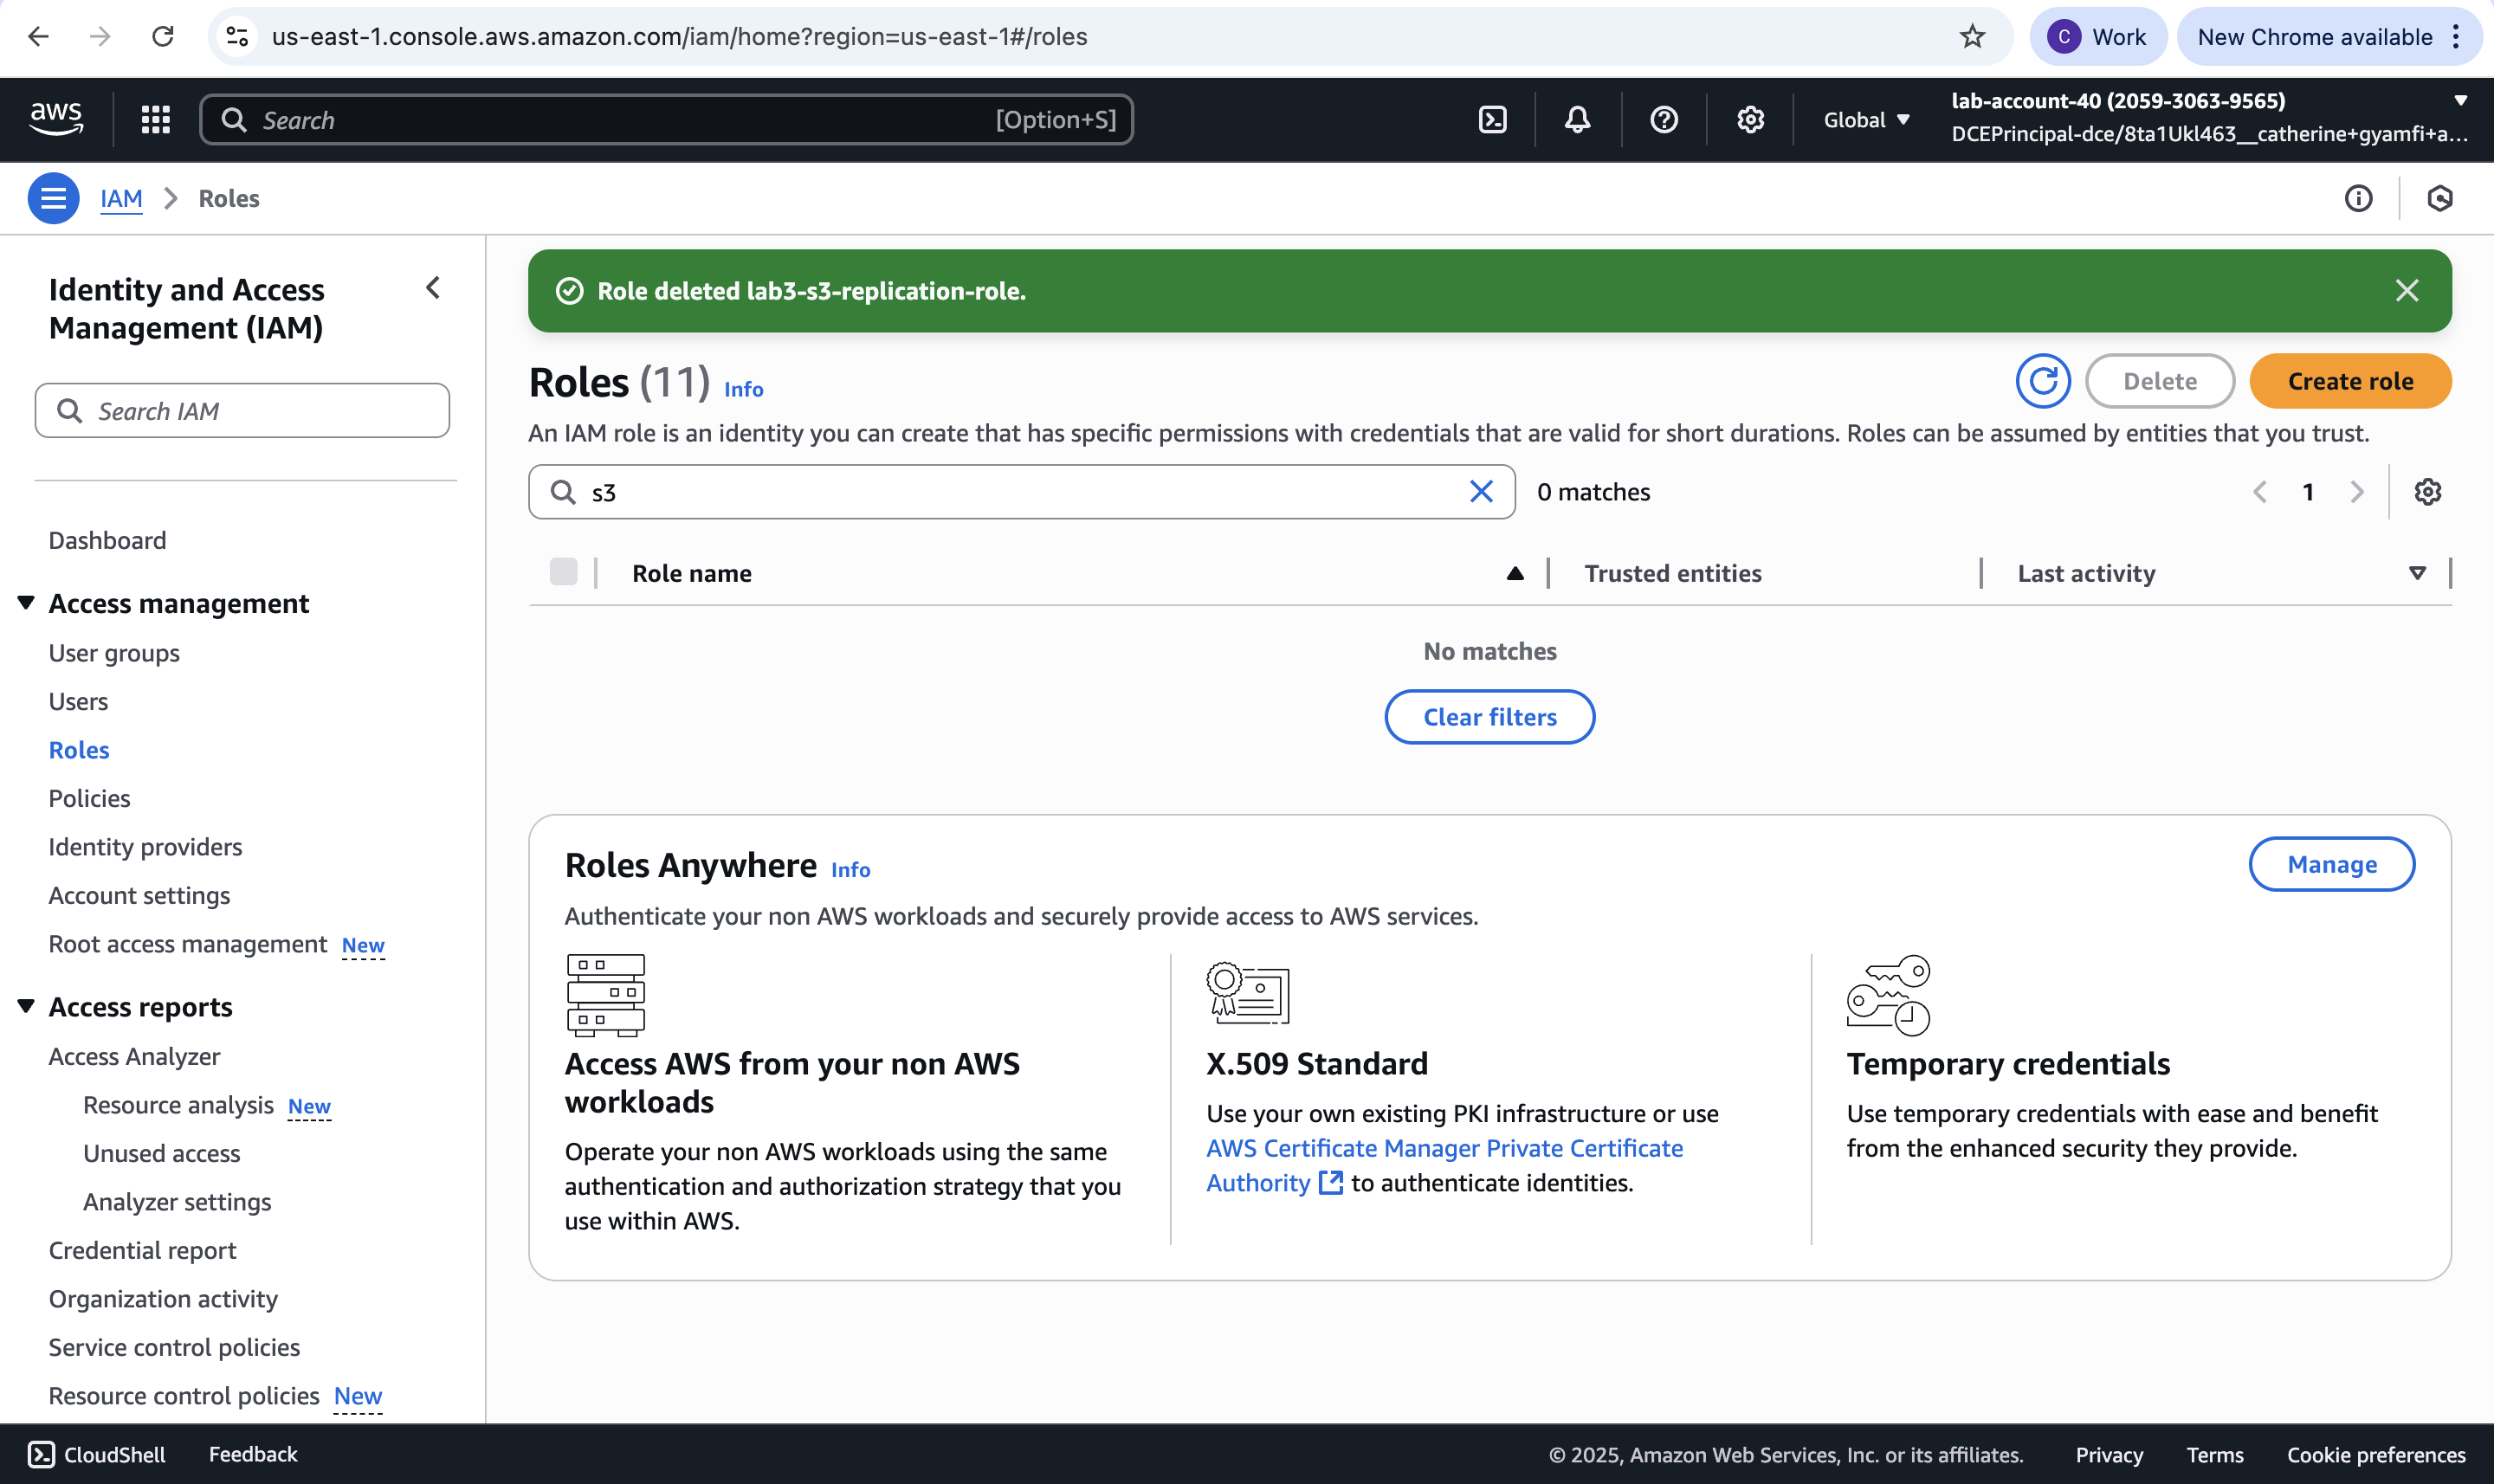 us-east-1.console.aws.amazon.com/iam/home?region=us-east-1#/roles
C Work
New Chrome available
aws
Search [Option+S]
Global
lab-account-40 (2059-3063-9565)
DCEPrincipal-dce/8ta1Ukl463__catherine+gyamfi+a...
IAM > Roles
Identity and Access
Management (IAM)
Search IAM
Dashboard
Access management
User groups
Users
Roles
Policies
Identity providers
Account settings
Root access management New
Access reports
Access Analyzer
Resource analysis New
Unused access
Analyzer settings
Credential report
Organization activity
Service control policies
Resource control policies New
Role deleted lab3-s3-replication-role.
Roles (11) Info
Delete
Create role
An IAM role is an identity you can create that has specific permissions with credentials that are valid for short durations. Roles can be assumed by entities that you trust.
s3
0 matches
1
Role name
Trusted entities
Last activity
No matches
Clear filters
Roles Anywhere Info
Manage
Authenticate your non AWS workloads and securely provide access to AWS services.
Access AWS from your non AWS
workloads
Operate your non AWS workloads using the same
authentication and authorization strategy that you
use within AWS.
X.509 Standard
Use your own existing PKI infrastructure or use
AWS Certificate Manager Private Certificate
Authority to authenticate identities.
Temporary credentials
Use temporary credentials with ease and benefit
from the enhanced security they provide.
CloudShell
Feedback
© 2025, Amazon Web Services, Inc. or its affiliates.
Privacy
Terms
Cookie preferences